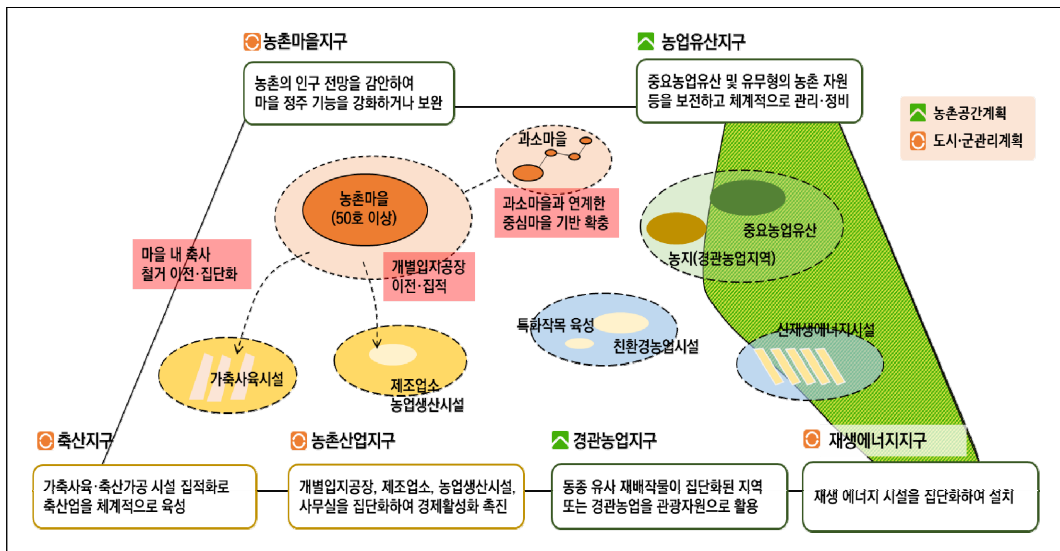 농촌마을지구
농촌의 인구 전망을 감안하여
마을 정주 기능을 강화하거나 보완
농업유산지구
중요농업유산 및 유무형의 농촌 자원
등을 보전하고 체계적으로 관리·정비
농촌공간계획
도시·군관리계획
과소마을
농촌마을
(50호 이상)
과소마을과 연계한
중심마을 기반 확충
중요농업유산
농지(경관농업지역)
마을 내 축사
철거 이전·집단화
개별입지공장
이전·집적
특화작목 육성
친환경농업시설
신재생에너지시설
가축사육시설
제조업소
농업생산시설
축산지구
가축사육·축산가공 시설 집적화로
축산업을 체계적으로 육성
농촌산업지구
개별입지공장, 제조업소, 농업생산시설,
사무실을 집단화하여 경제활성화 촉진
경관농업지구
동종 유사 재배작물이 집단화된 지역
또는 경관농업을 관광자원으로 활용
재생에너지지구
재생 에너지 시설을 집단화하여 설치